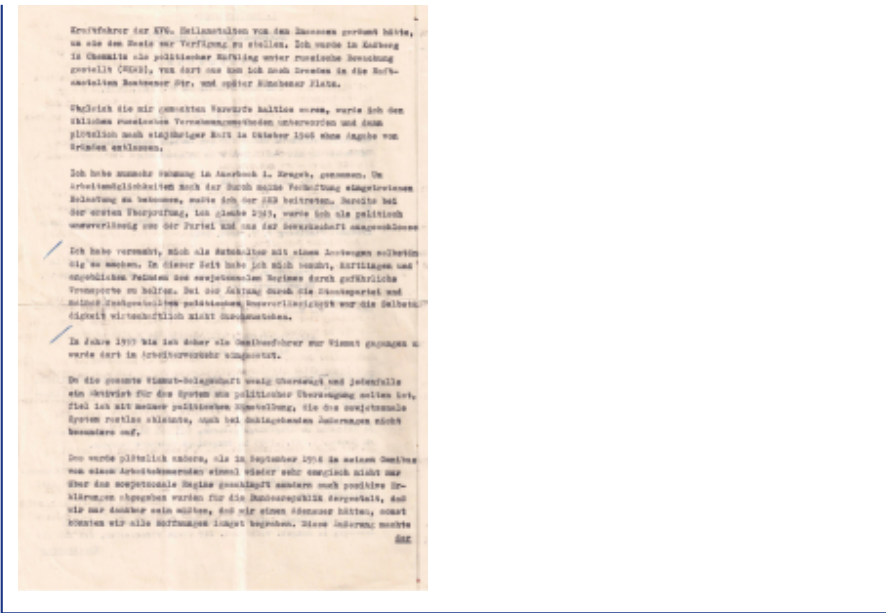 Kraftfahrer der KVG. Heilanstalten von den Insassen geräumt hätte,
um sie den Nazis zur Verfügung zu stellen. Ich wurde in
in Chemnitz als politischer Häftling unter russische Bewachung
gestellt von dort aus kam ich nach Dresden in die Haft-
anstalten Bautzener Str. und später Münchener Platz.
Obgleich die mir gemachten Vorwürfe haltlos waren, wurde ich den
üblichen russischen Vernehmungsmethoden unterworfen und dann
plötzlich nach einjähriger Haft im Oktober 1946 ohne Angabe von
Gründen entlassen.
Ich habe nunmehr Wohnung in Auerbach i. Erzgeb. genommen. Um
Arbeitsmöglichkeiten nach der durch meine Verhaftung eingetretenen
Belastung zu bekommen, mußte ich der SED beitreten. Bereits bei
der ersten Überprüfung, ich glaube 1949, wurde ich als politisch
unzuverlässig aus der Partei und aus der Gewerkschaft ausgeschlossen
Ich habe versucht, mich als Autohalter mit einem Lastwagen selbstän
dig zu machen. In dieser Zeit habe ich mich bemüht, Häftlingen und
angeblichen Feinden des sowjetzonalen Regimes durch gefährliche
Transporte zu helfen. Bei der Ächtung durch die Staatspartei und
meiner festgestellten politischen Unzuverlässigkeit war die Selbstä
digkeit wirtschaftlich nicht durchzustehen.
Im Jahre 1953 bin ich daher als Omnibusfahrer zur Wismut gegangen u
wurde dort im Arbeiterverkehr eingesetzt.
Da die gesamte Wismut-Belegschaft wenig überzeugt und jedenfalls
ein Aktivist für das System aus politischer Überzeugung selten ist,
fiel ich mit meiner politischen Einstellung, die das sowjetzonale
System restlos ablehnte, auch bei dahingehenden Äußerungen nicht
besonders auf.
Das wurde plötzlich anders, als im September 1956 in meinem Omnibus
von einem Arbeitskameraden einmal wieder sehr energisch nicht nur
über das sowjetzonale Regime geschimpft sondern auch positive Er-
klärungen abgegeben wurden für die Bundesrepublik dergestalt, daß
wir nur dankbar sein müßten, daß wir einen Adenauer hätten, sonst
könnten wir alle Hoffnungen längst begraben. Diese Äußerung machte
der